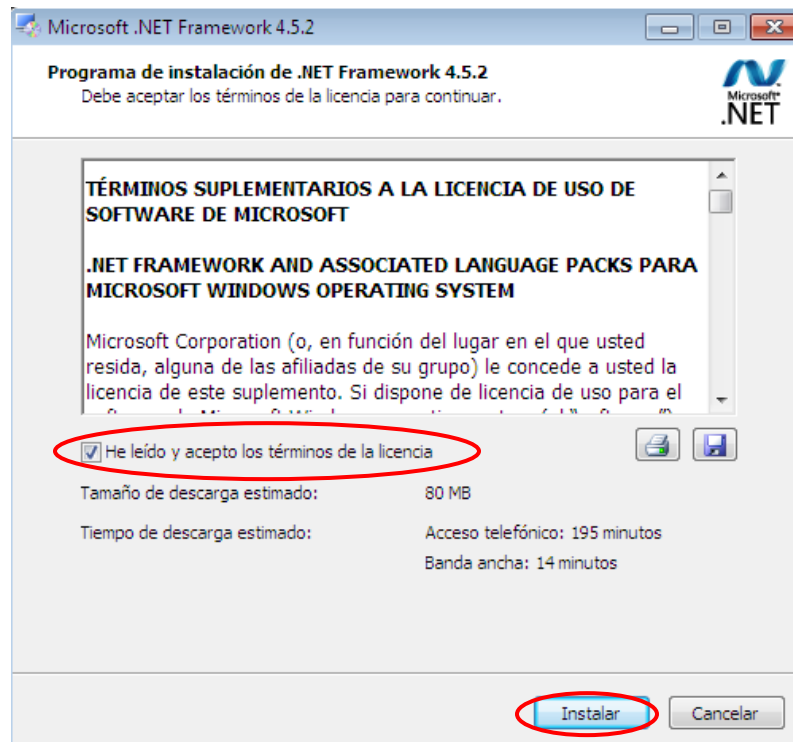 Microsoft .NET Framework 4.5.2
Programa de instalación de .NET Framework 4.5.2
Debe aceptar los términos de la licencia para continuar.
Microsoft®
.NET
TÉRMINOS SUPLEMENTARIOS A LA LICENCIA DE USO DE
SOFTWARE DE MICROSOFT
.NET FRAMEWORK AND ASSOCIATED LANGUAGE PACKS PARA
MICROSOFT WINDOWS OPERATING SYSTEM
Microsoft Corporation (o, en función del lugar en el que usted
resida, alguna de las afiliadas de su grupo) le concede a usted la
licencia de este suplemento. Si dispone de licencia de uso para el
He leído y acepto los términos de la licencia
Tamaño de descarga estimado: 80 MB
Tiempo de descarga estimado: Acceso telefónico: 195 minutos
Banda ancha: 14 minutos
Instalar Cancelar